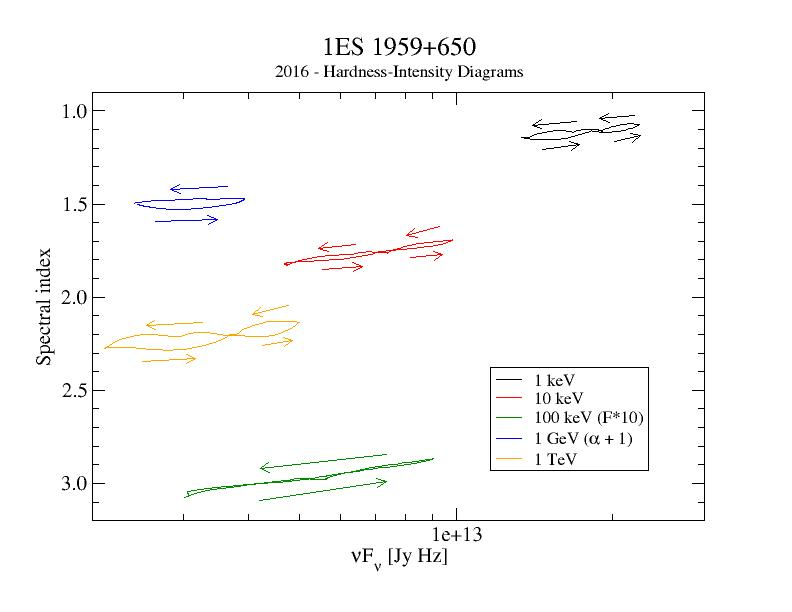 1ES 1959+650
2016 - Hardness-Intensity Diagrams
Spectral index
1.0
1.5
2.0
2.5
3.0
1 keV
10 keV
100 keV (F*10)
1 GeV (α + 1)
1 TeV
1e+13
νFν [Jy Hz]